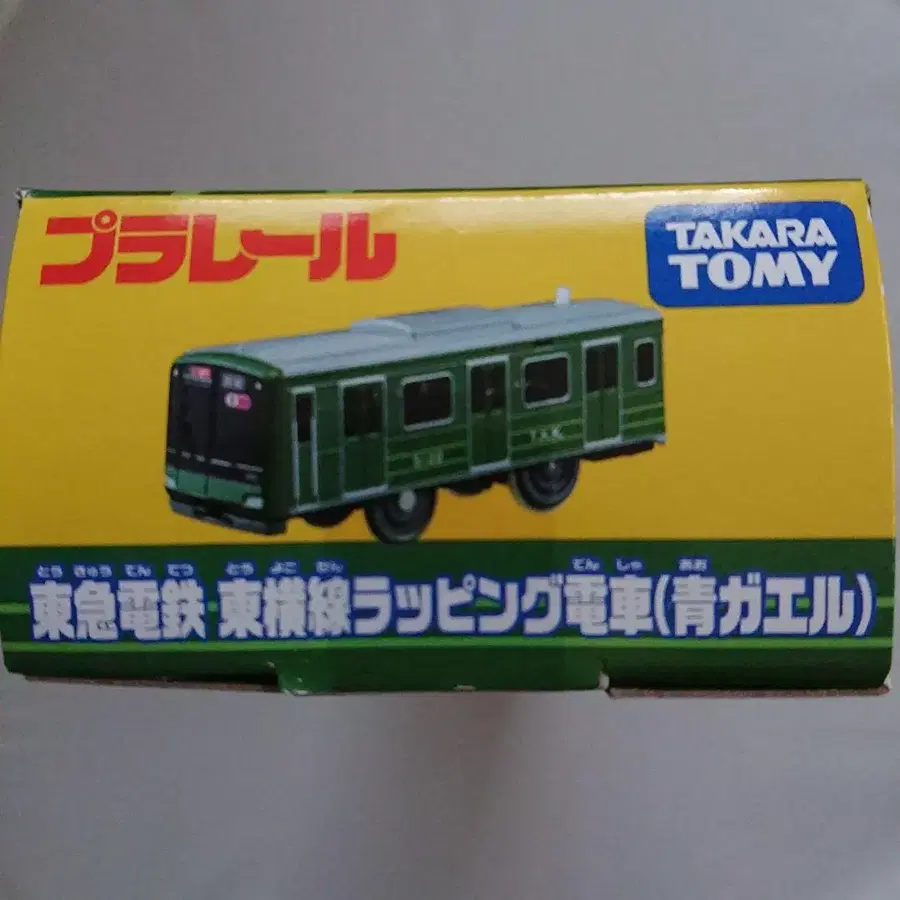 プラレール
TAKARA
TOMY
とう きゅう でん てつ とう よこ せん でん しゃ あお
東急電鉄 東横線ラッピング電車(青ガエル)